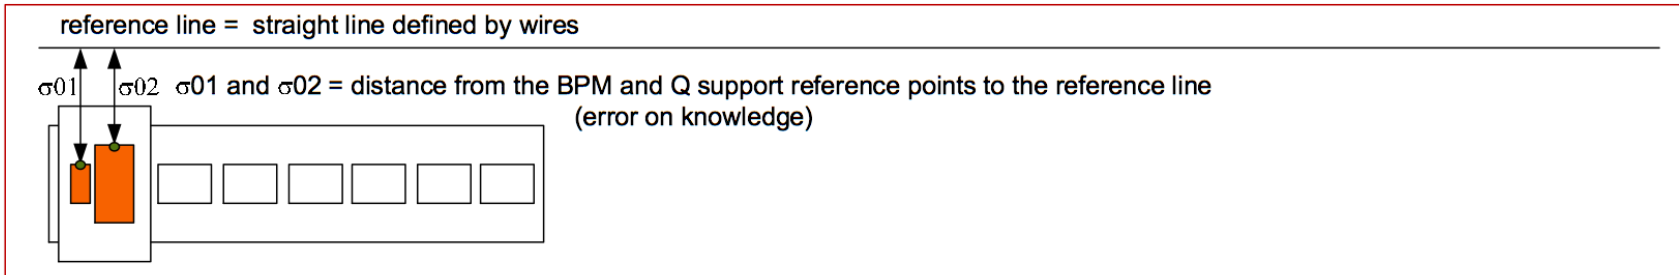 reference line = straight line defined by wires
σ01 σ02 σ01 and σ02 = distance from the BPM and Q support reference points to the reference line
(error on knowledge)